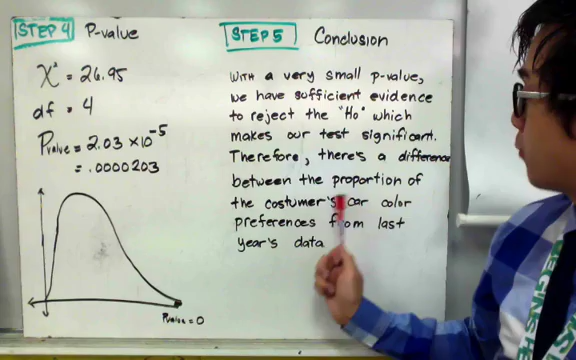 STEP 4 P-value
χ² = 26.95
df = 4
Pvalue = 2.03 × 10⁻⁵
= .0000203
Pvalue = 0
STEP 5 Conclusion
With a very small p-value,
we have sufficient evidence
to reject the "Ho" which
makes our test significant.
Therefore, there's a difference
between the proportion of
the costumer's car color
preferences from last
year's data
BEGINS HE